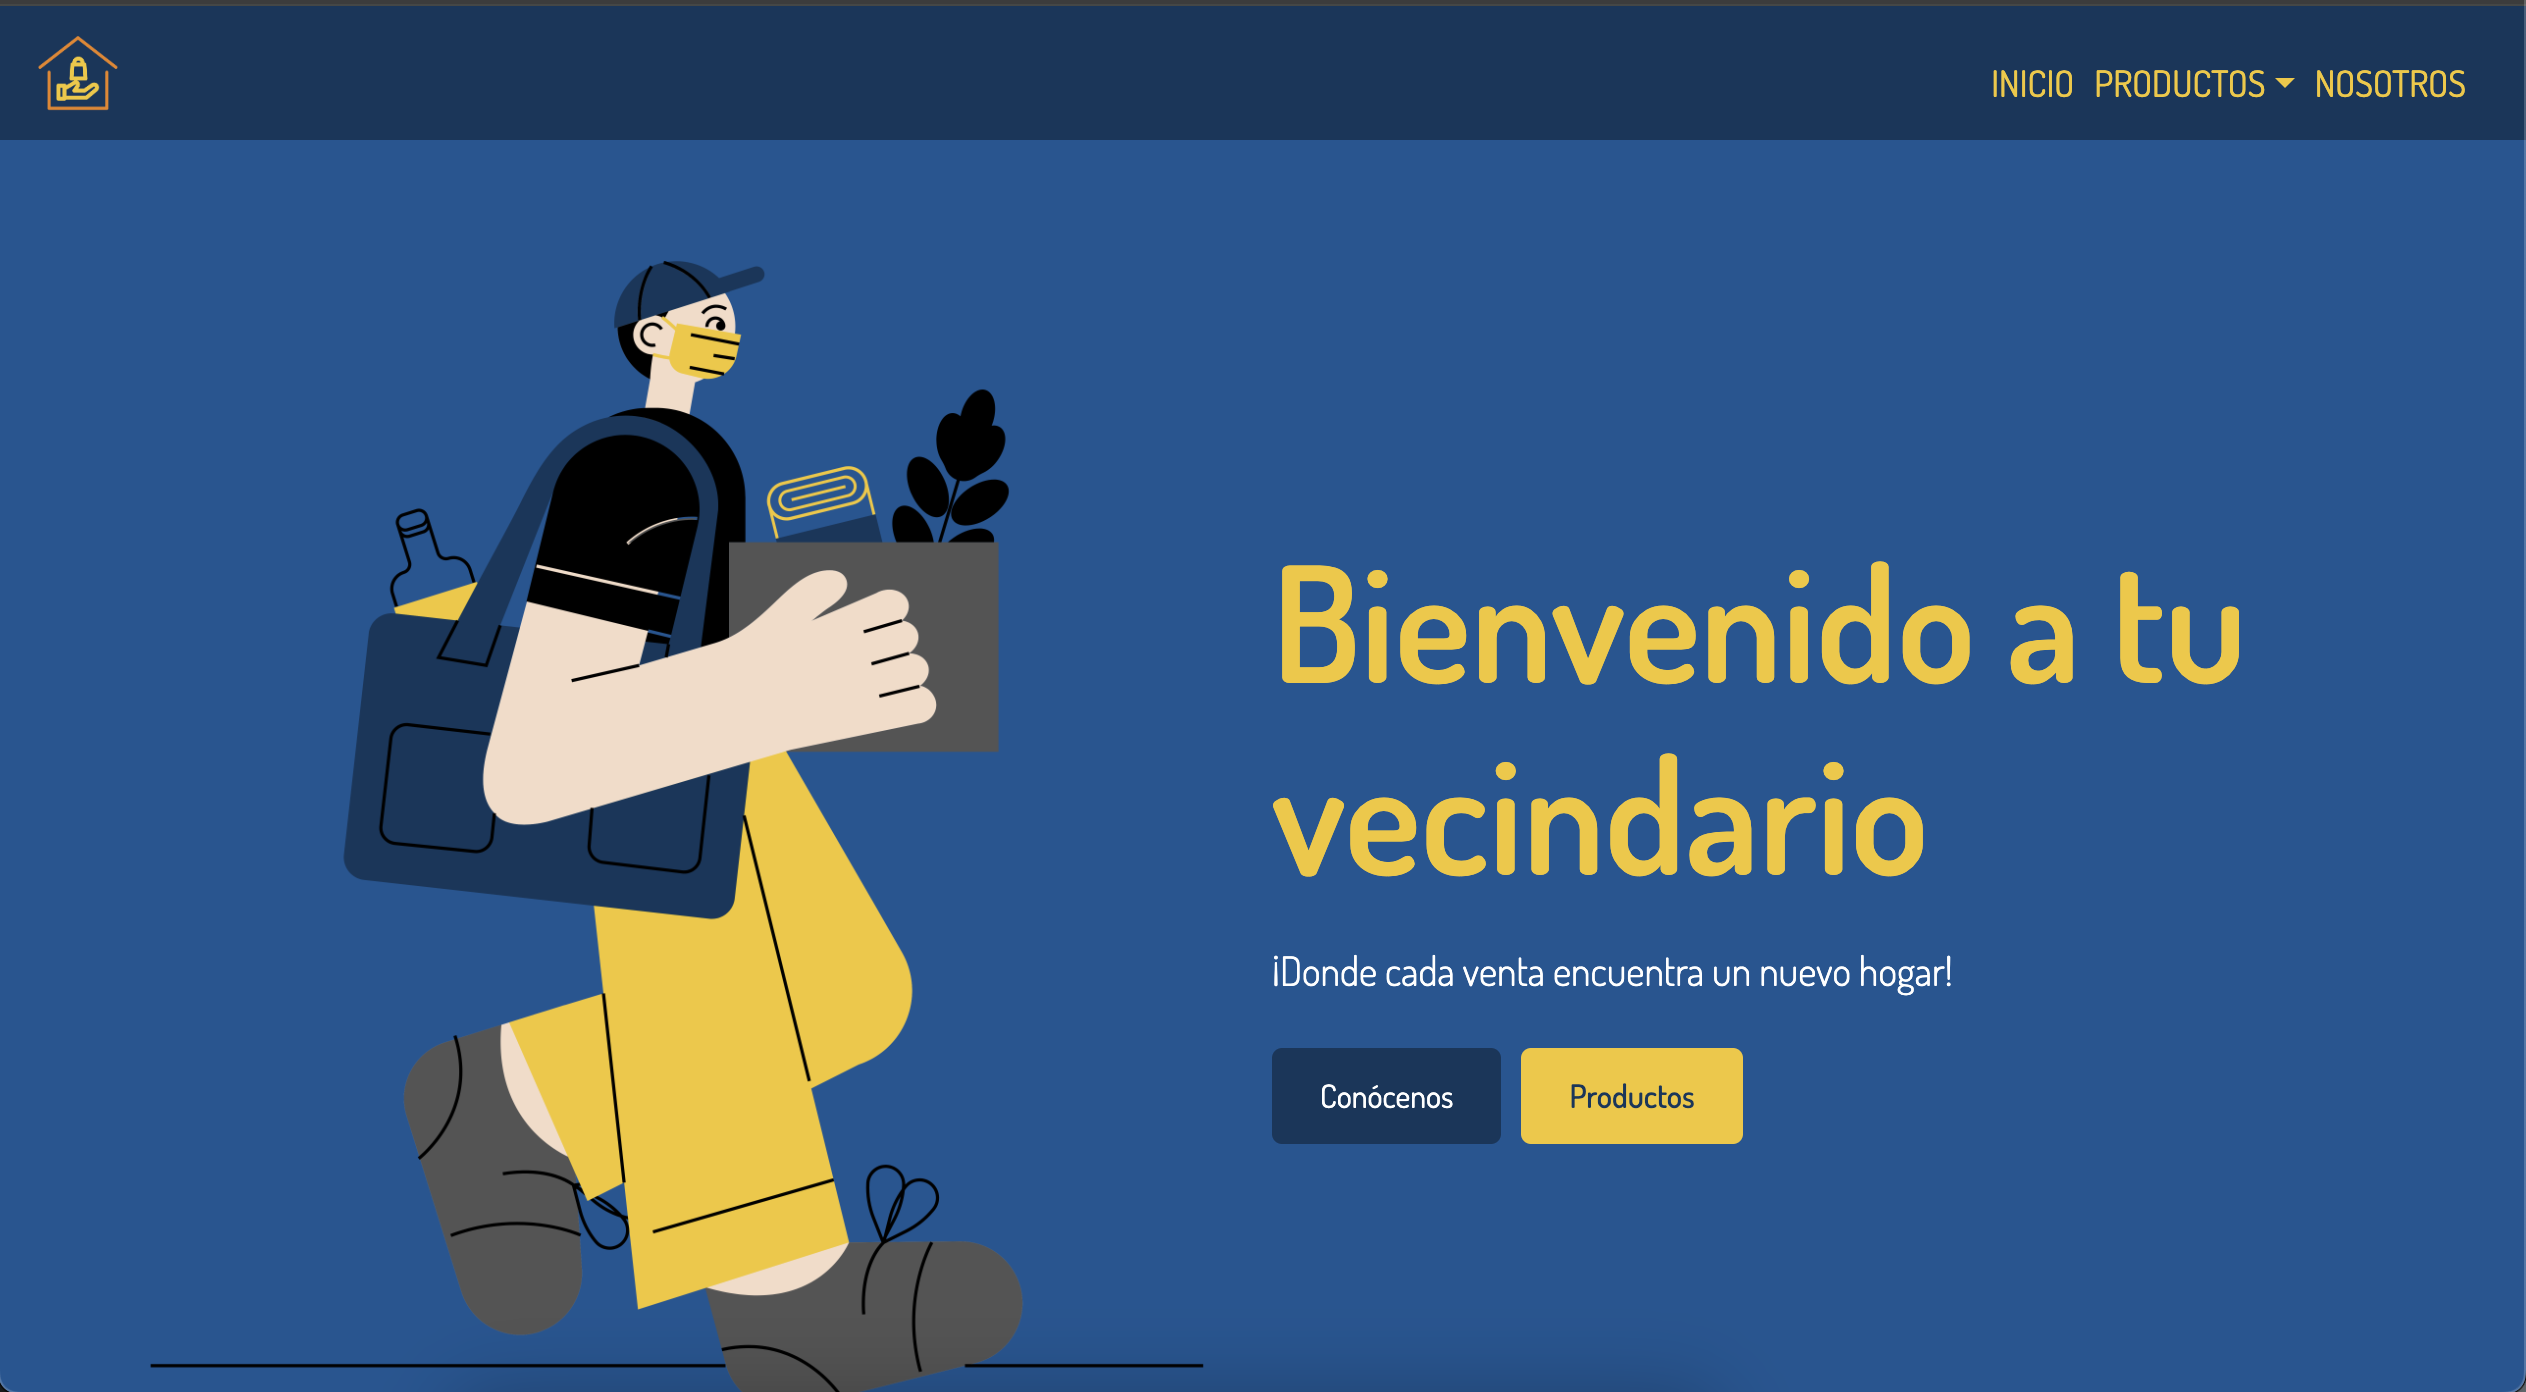 INICIO PRODUCTOS NOSOTROS
Bienvenido a tu
vecindario
¡Donde cada venta encuentra un nuevo hogar!
Conócenos Productos